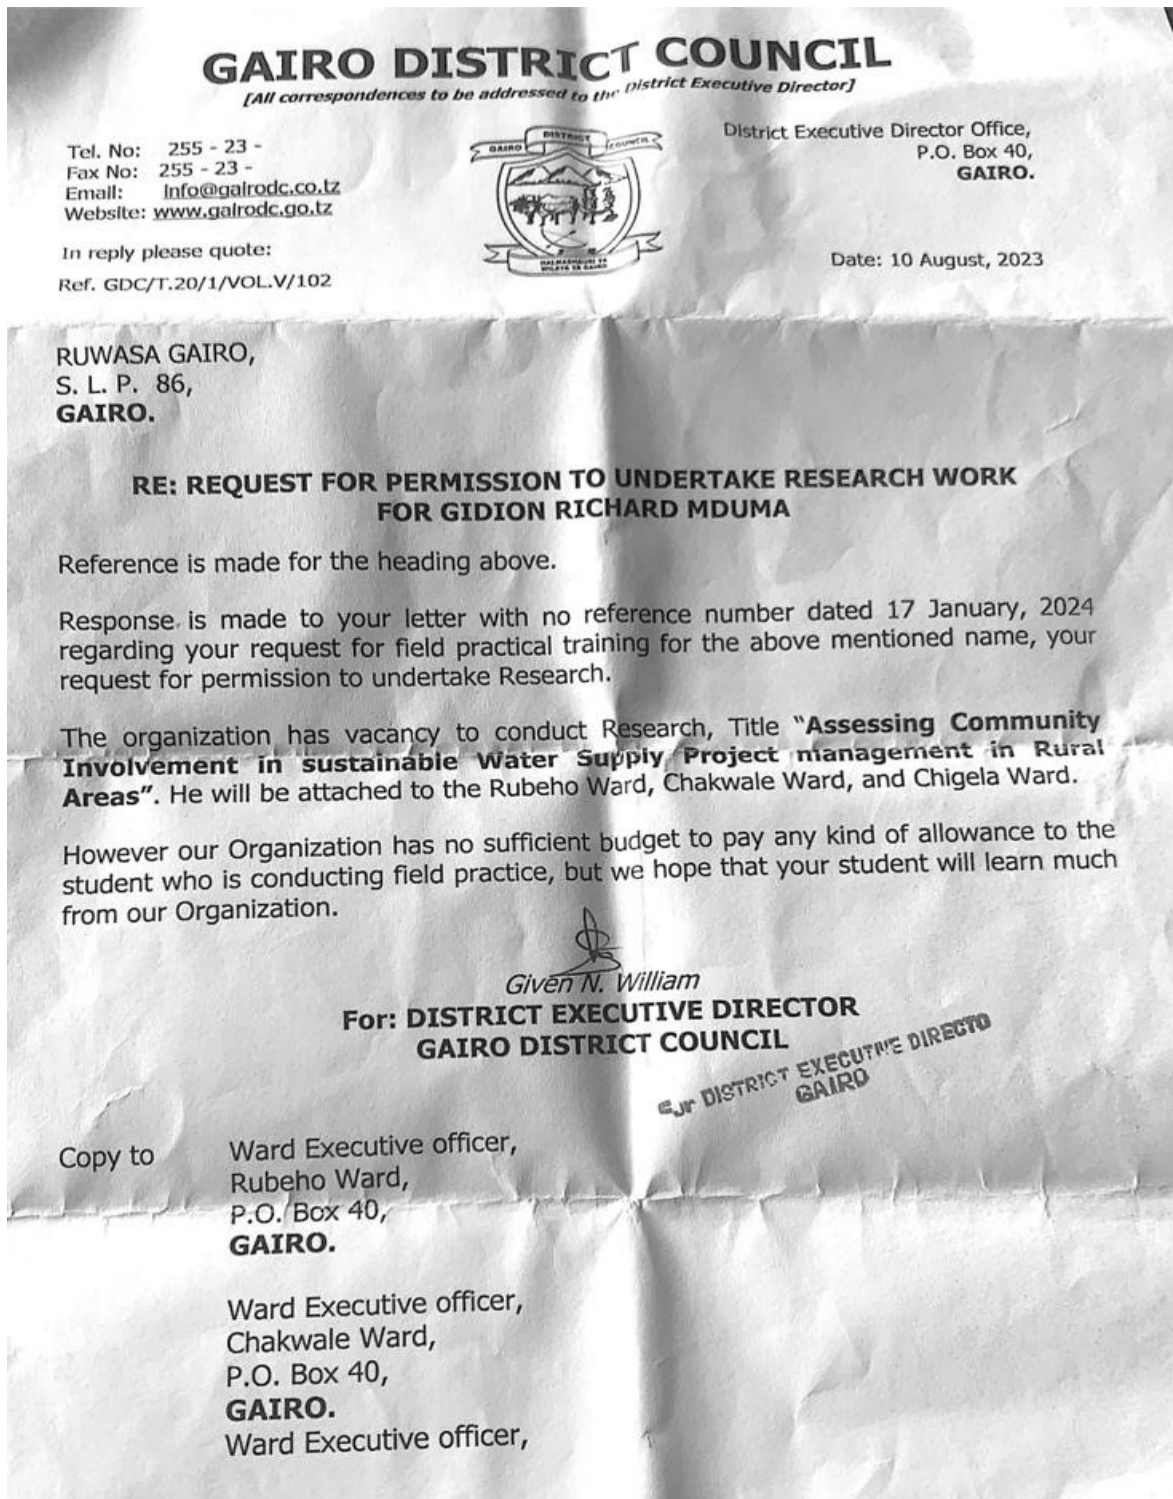 GAIRO DISTRICT COUNCIL
[All correspondences to be addressed to the District Executive Director]
Tel. No: 255 - 23 -
Fax No: 255 - 23 -
Email: Info@gairodc.co.tz
Website: www.gairodc.go.tz
In reply please quote:
Ref. GDC/T.20/1/VOL.V/102
GAIRO DISTRICT COUNCIL
HALMASHAURI YA
WILAYA YA GAIRO
District Executive Director Office,
P.O. Box 40,
GAIRO.
Date: 10 August, 2023
RUWASA GAIRO,
S. L. P. 86,
GAIRO.
RE: REQUEST FOR PERMISSION TO UNDERTAKE RESEARCH WORK
FOR GIDION RICHARD MDUMA
Reference is made for the heading above.
Response is made to your letter with no reference number dated 17 January, 2024
regarding your request for field practical training for the above mentioned name, your
request for permission to undertake Research.
The organization has vacancy to conduct Research, Title "Assessing Community
Involvement in sustainable Water Supply Project management in Rural
Areas". He will be attached to the Rubeho Ward, Chakwale Ward, and Chigela Ward.
However our Organization has no sufficient budget to pay any kind of allowance to the
student who is conducting field practice, but we hope that your student will learn much
from our Organization.
Given N. William
For: DISTRICT EXECUTIVE DIRECTOR
GAIRO DISTRICT COUNCIL
DISTRICT EXECUTIVE DIRECTO
GAIRO
Copy to
Ward Executive officer,
Rubeho Ward,
P.O. Box 40,
GAIRO.
Ward Executive officer,
Chakwale Ward,
P.O. Box 40,
GAIRO.
Ward Executive officer,